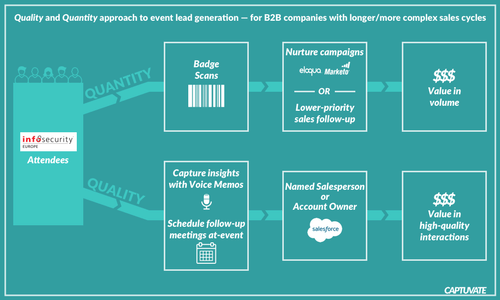 Quality and Quantity approach to event lead generation — for B2B companies with longer/more complex sales cycles
QUANTITY
Badge
Scans
Nurture campaigns
eloqua Marketo
OR
Lower-priority
sales follow-up
$$$
Value in
volume
infosecurity
EUROPE
Attendees
QUALITY
Capture insights
with Voice Memos
Schedule follow-up
meetings at-event
Named Salesperson
or
Account Owner
salesforce
$$$
Value in
high-quality
interactions
CAPTUVATE